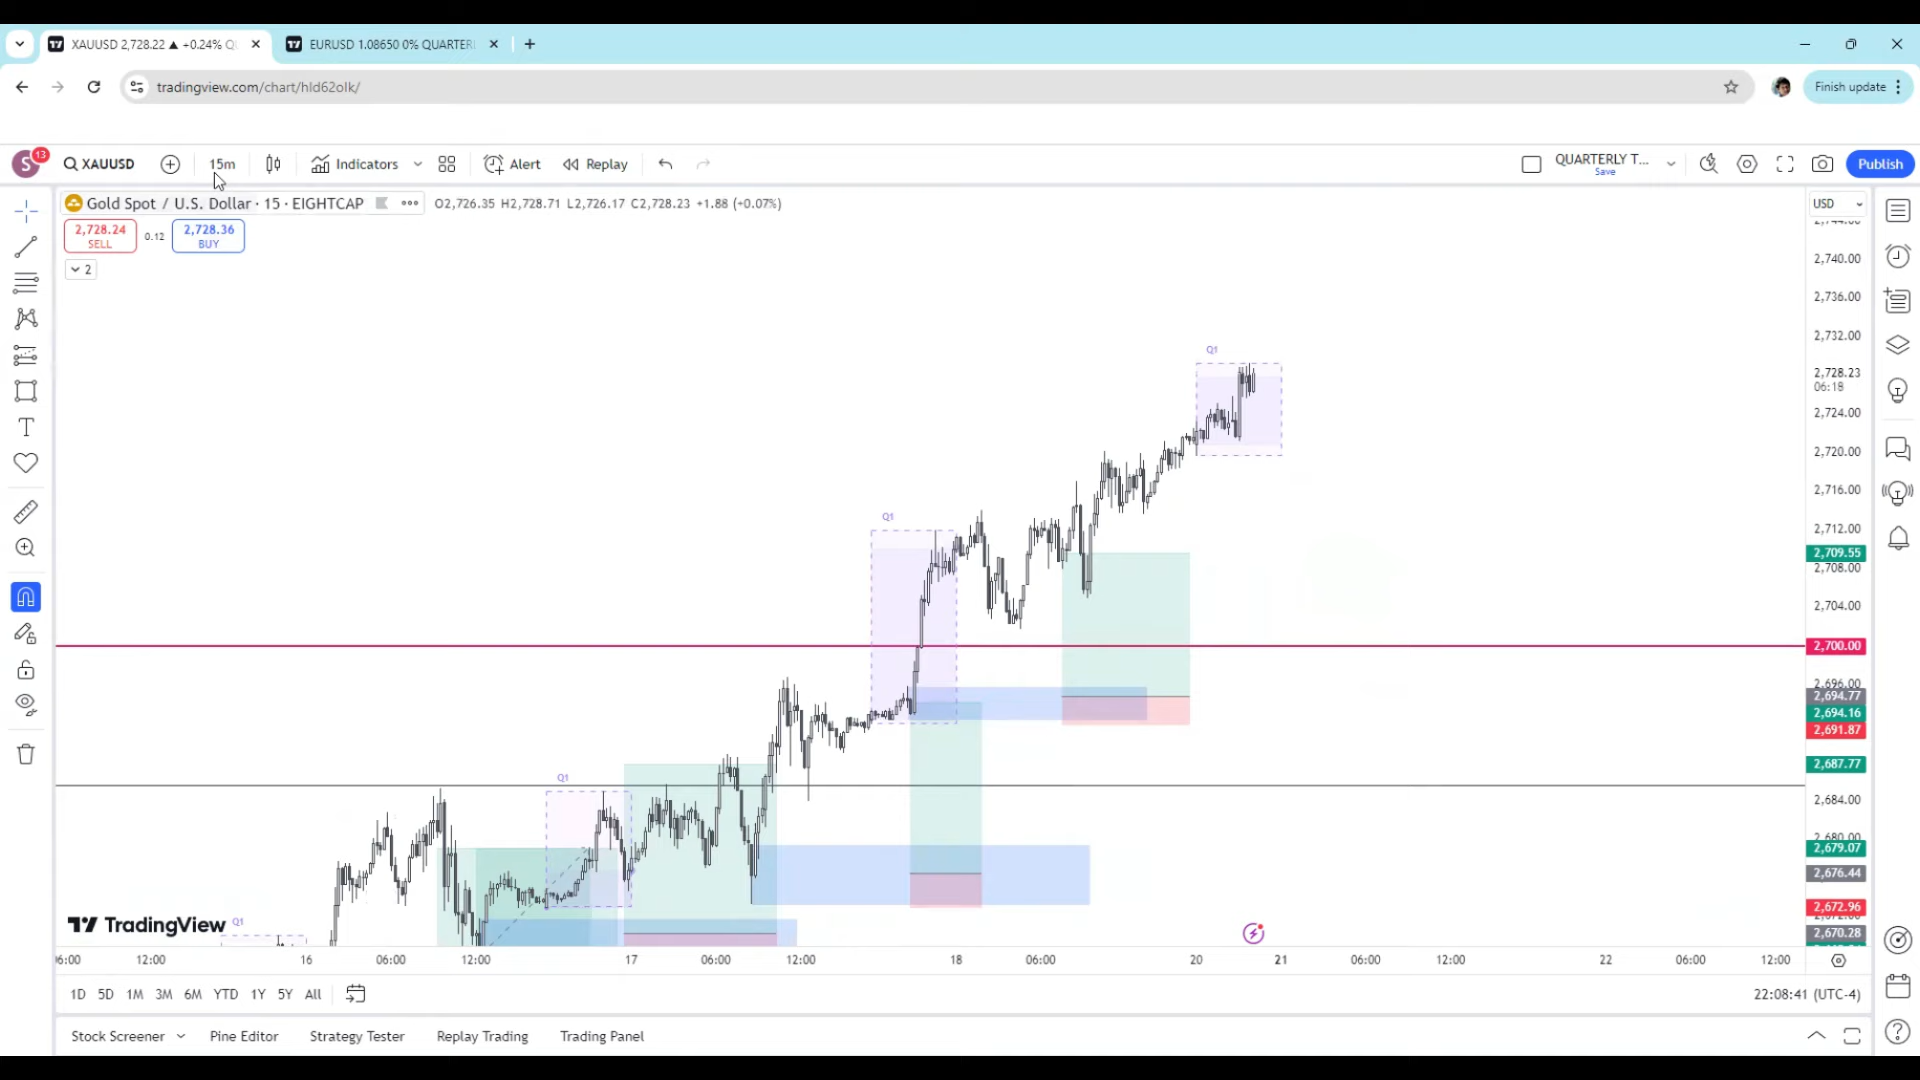 XAUUSD 2,728.22 ▲ +0.24% Q
EURUSD 1.08650 0% QUARTER
tradingview.com/chart/hld62olk/
Finish update
S 13 XAUUSD 15m Indicators Alert Replay QUARTERLY T... Save Publish
Gold Spot / U.S. Dollar · 15 · EIGHTCAP O2,726.35 H2,728.71 L2,726.17 C2,728.23 +1.88 (+0.07%)
USD
2,728.24 SELL 0.12 2,728.36 BUY
2
2,740.00
2,736.00
2,732.00
Q1
2,728.23
06:18
2,724.00
2,720.00
2,716.00
Q1
2,712.00
2,709.55
2,708.00
2,704.00
2,700.00
2,696.00
2,694.77
2,694.16
2,691.87
Q1
2,687.77
2,684.00
2,680.00
2,679.07
2,676.44
2,672.96
TradingView Q1
2,670.28
12:00 16 06:00 12:00 17 06:00 12:00 18 06:00 20 21 06:00 12:00 22 06:00 12:00
1D 5D 1M 3M 6M YTD 1Y 5Y All
22:08:41 (UTC-4)
Stock Screener Pine Editor Strategy Tester Replay Trading Trading Panel